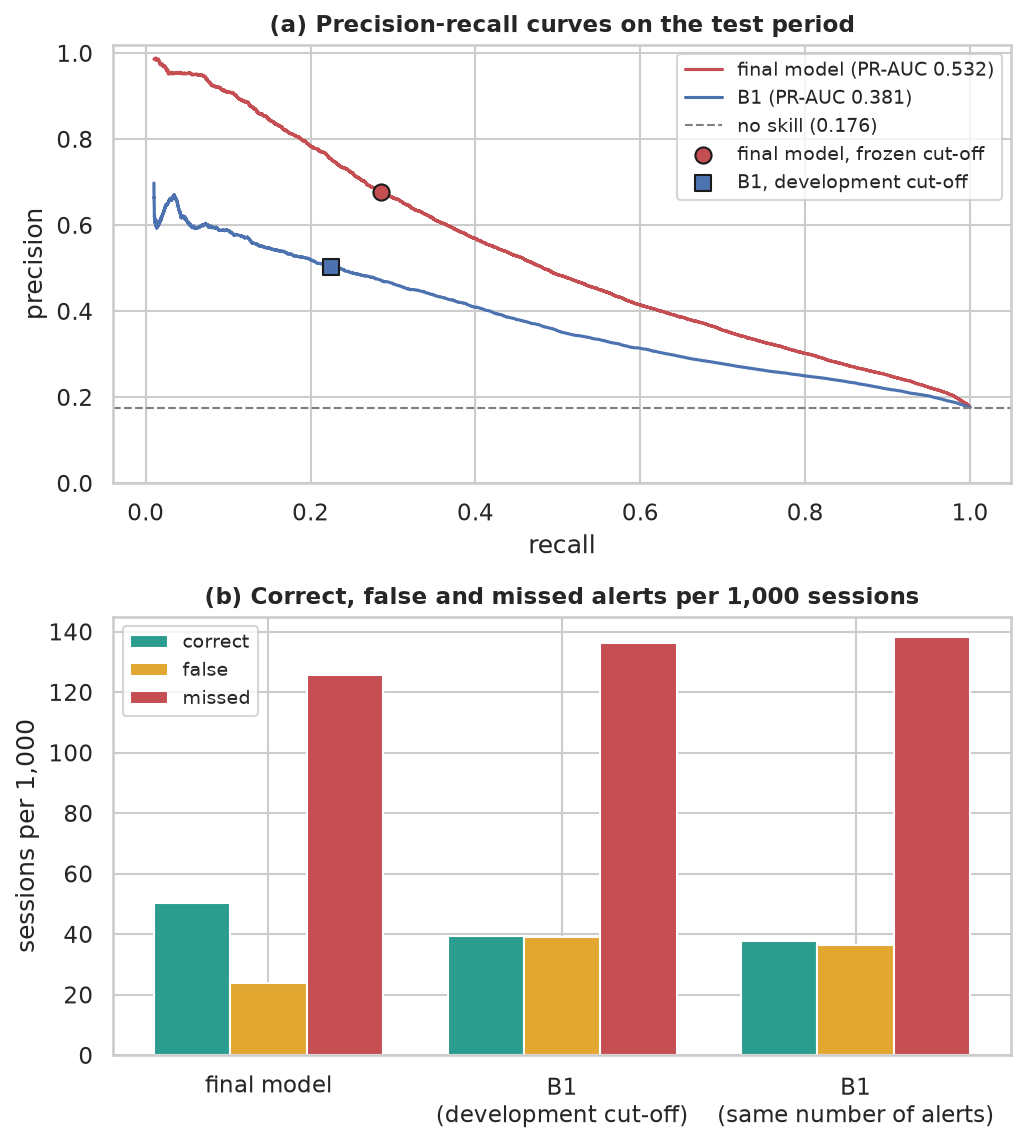 (a) Precision-recall curves on the test period
1.0
0.8
0.6
0.4
0.2
0.0
precision
final model (PR-AUC 0.532)
B1 (PR-AUC 0.381)
no skill (0.176)
final model, frozen cut-off
B1, development cut-off
0.0 0.2 0.4 0.6 0.8 1.0
recall
(b) Correct, false and missed alerts per 1,000 sessions
140
120
100
80
60
40
20
0
sessions per 1,000
correct
false
missed
final model
B1
(development cut-off)
B1
(same number of alerts)